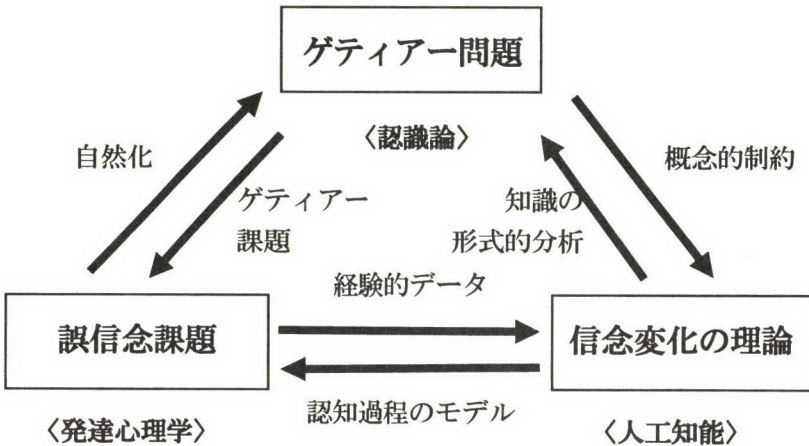 ゲティアー問題
〈認識論〉
自然化
概念的制約
ゲティアー
課題
知識の
形式的分析
経験的データ
誤信念課題
信念変化の理論
認知過程のモデル
〈発達心理学〉
〈人工知能〉